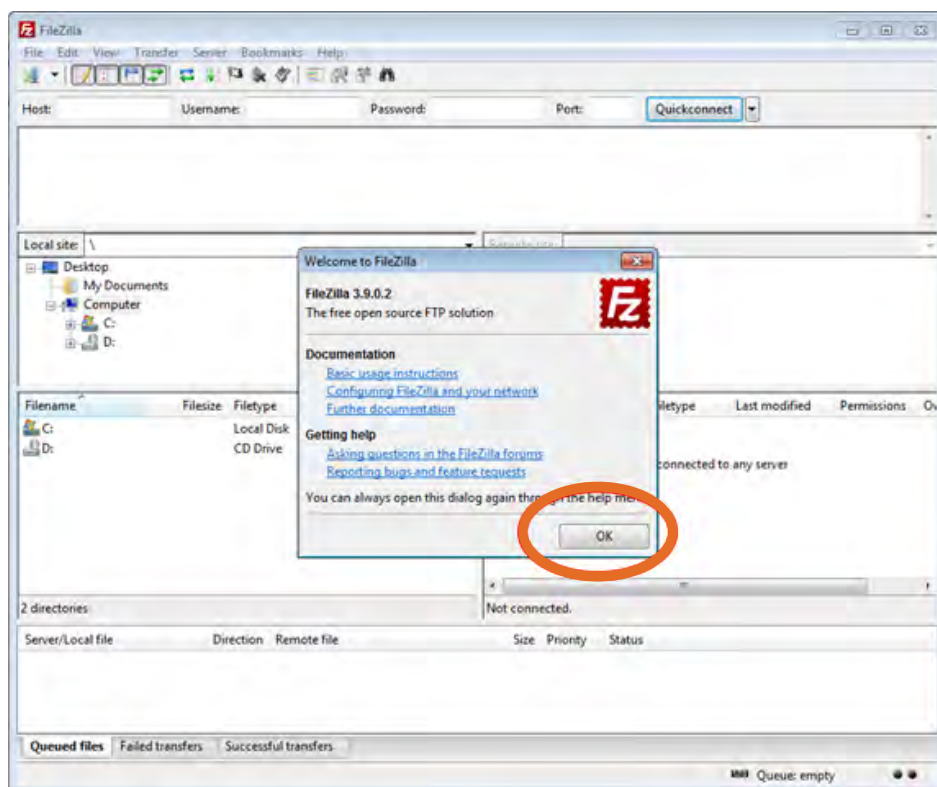 FileZilla
File Edit View Transfer Server Bookmarks Help
Host: Username: Password: Port: Quickconnect
Local site: \
Desktop
My Documents
Computer
C:
D:
Filename Filesize Filetype
C: Local Disk
D: CD Drive
2 directories
Welcome to FileZilla
FileZilla 3.9.0.2
The free open source FTP solution
Fz
Documentation
Basic usage instructions
Configuring FileZilla and your network
Further documentation
Getting help
Asking questions in the FileZilla forums
Reporting bugs and feature requests
You can always open this dialog again through the help
OK
Last modified Permissions
connected to any server
Not connected.
Server/Local file Direction Remote file Size Priority Status
Queued files Failed transfers Successful transfers
Queue: empty